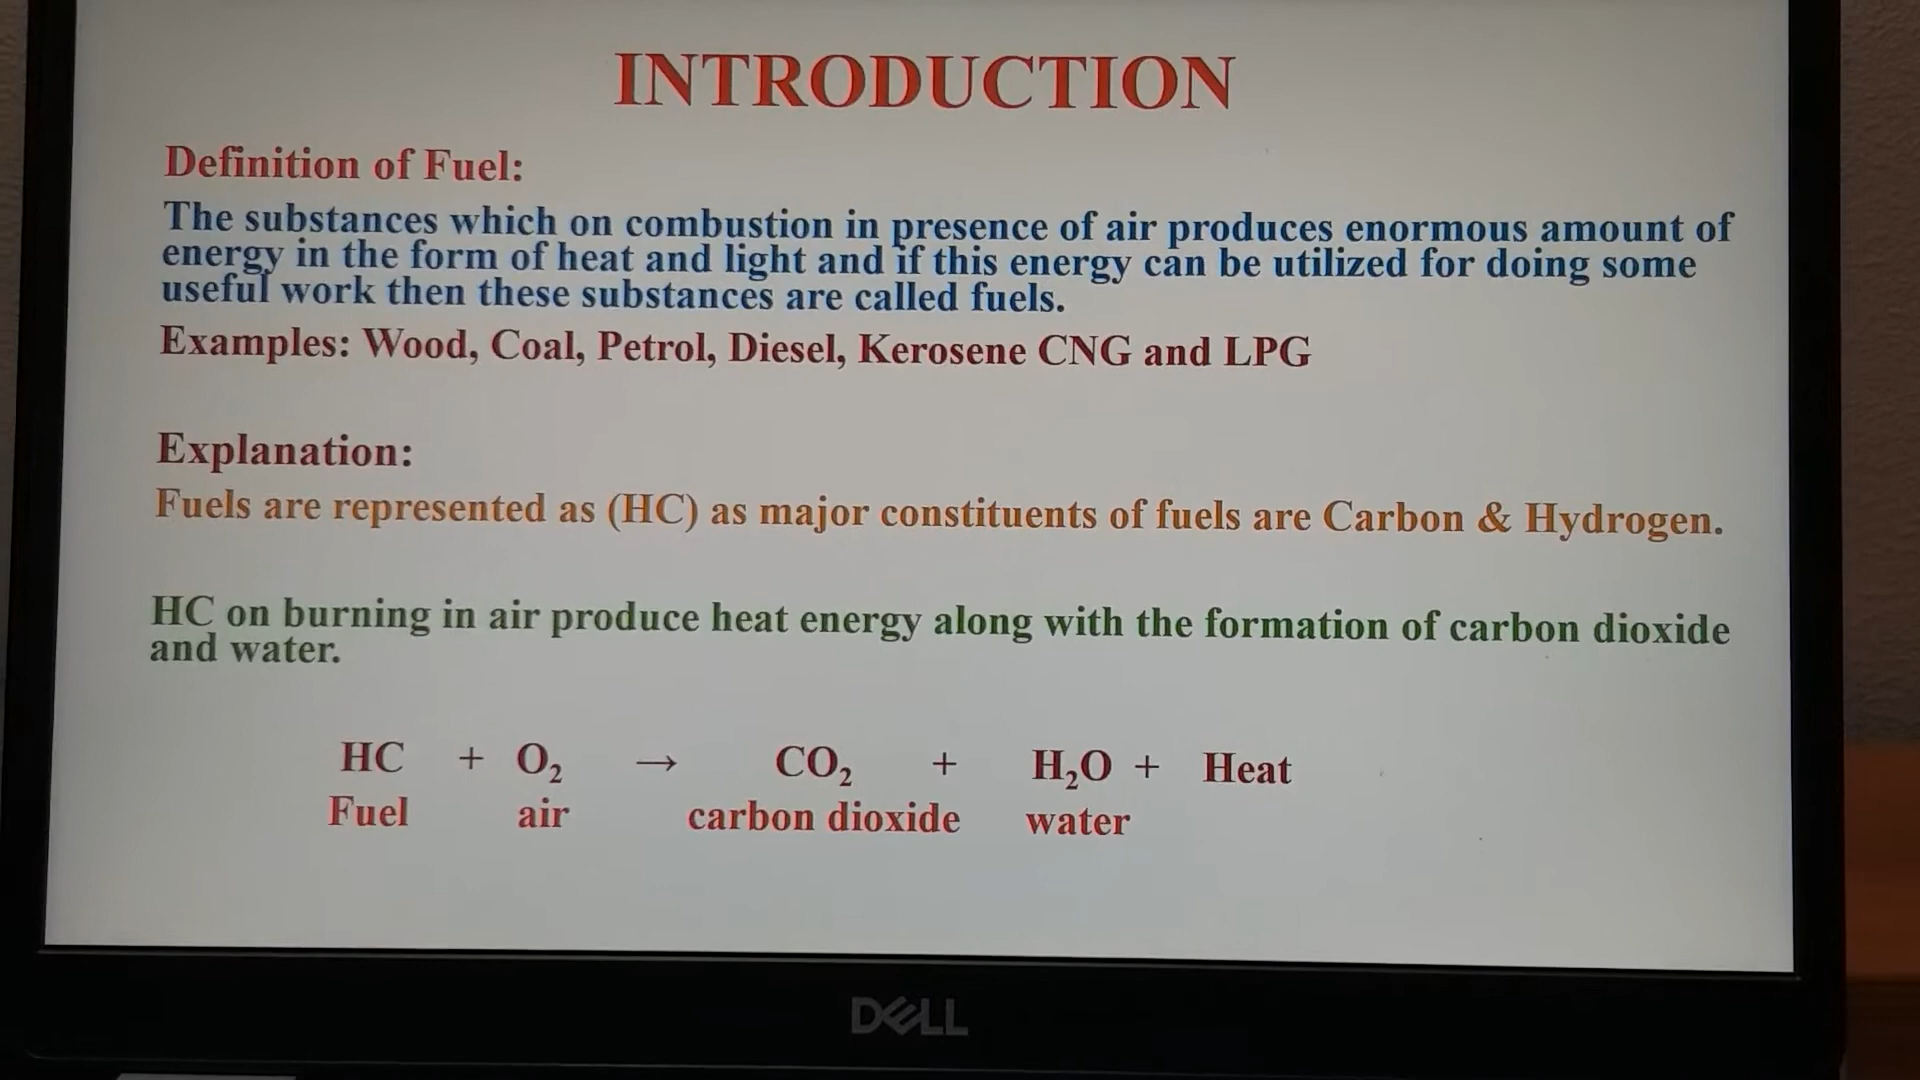 INTRODUCTION
Definition of Fuel:
The substances which on combustion in presence of air produces enormous amount of
energy in the form of heat and light and if this energy can be utilized for doing some
useful work then these substances are called fuels.
Examples: Wood, Coal, Petrol, Diesel, Kerosene CNG and LPG
Explanation:
Fuels are represented as (HC) as major constituents of fuels are Carbon & Hydrogen.
HC on burning in air produce heat energy along with the formation of carbon dioxide
and water.
HC + O₂ → CO₂ + H₂O + Heat
Fuel air carbon dioxide water
DELL